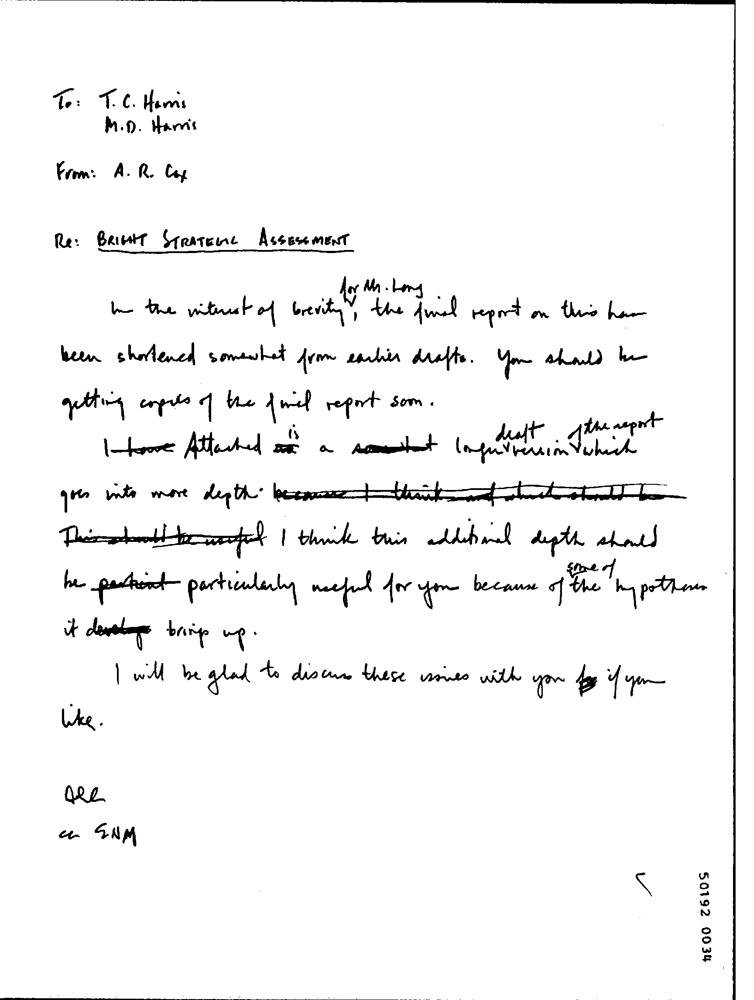 To: T. C. Harris
M.D. Harris
From: A. R. Cox
Re: BRIGHT STRATEGIC ASSESSMENT
for Mr. Long
In the interest of brevity, the final report on this has
been shortened somewhat from earlier drafts. You should be
getting copies of the final report soon.
is draft of the report
I have Attached a somewhat longer version which
goes into more depth. because I think and which should be
This should be useful I think this additional depth should
some of
be pertinent particularly useful for you because of the hypotheses
it develops brings up.
I will be glad to discuss these issues with you if you
like.
cc ENM
50192 0034